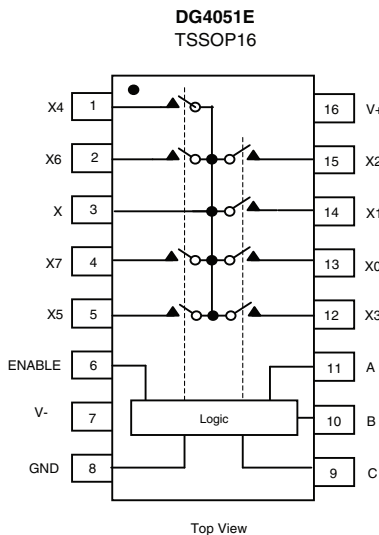 DG4051E
TSSOP16
X4 1 16 V+
X6 2 15 X2
X 3 14 X1
X7 4 13 X0
X5 5 12 X3
ENABLE 6 11 A
V- 7 Logic 10 B
GND 8 9 C
Top View